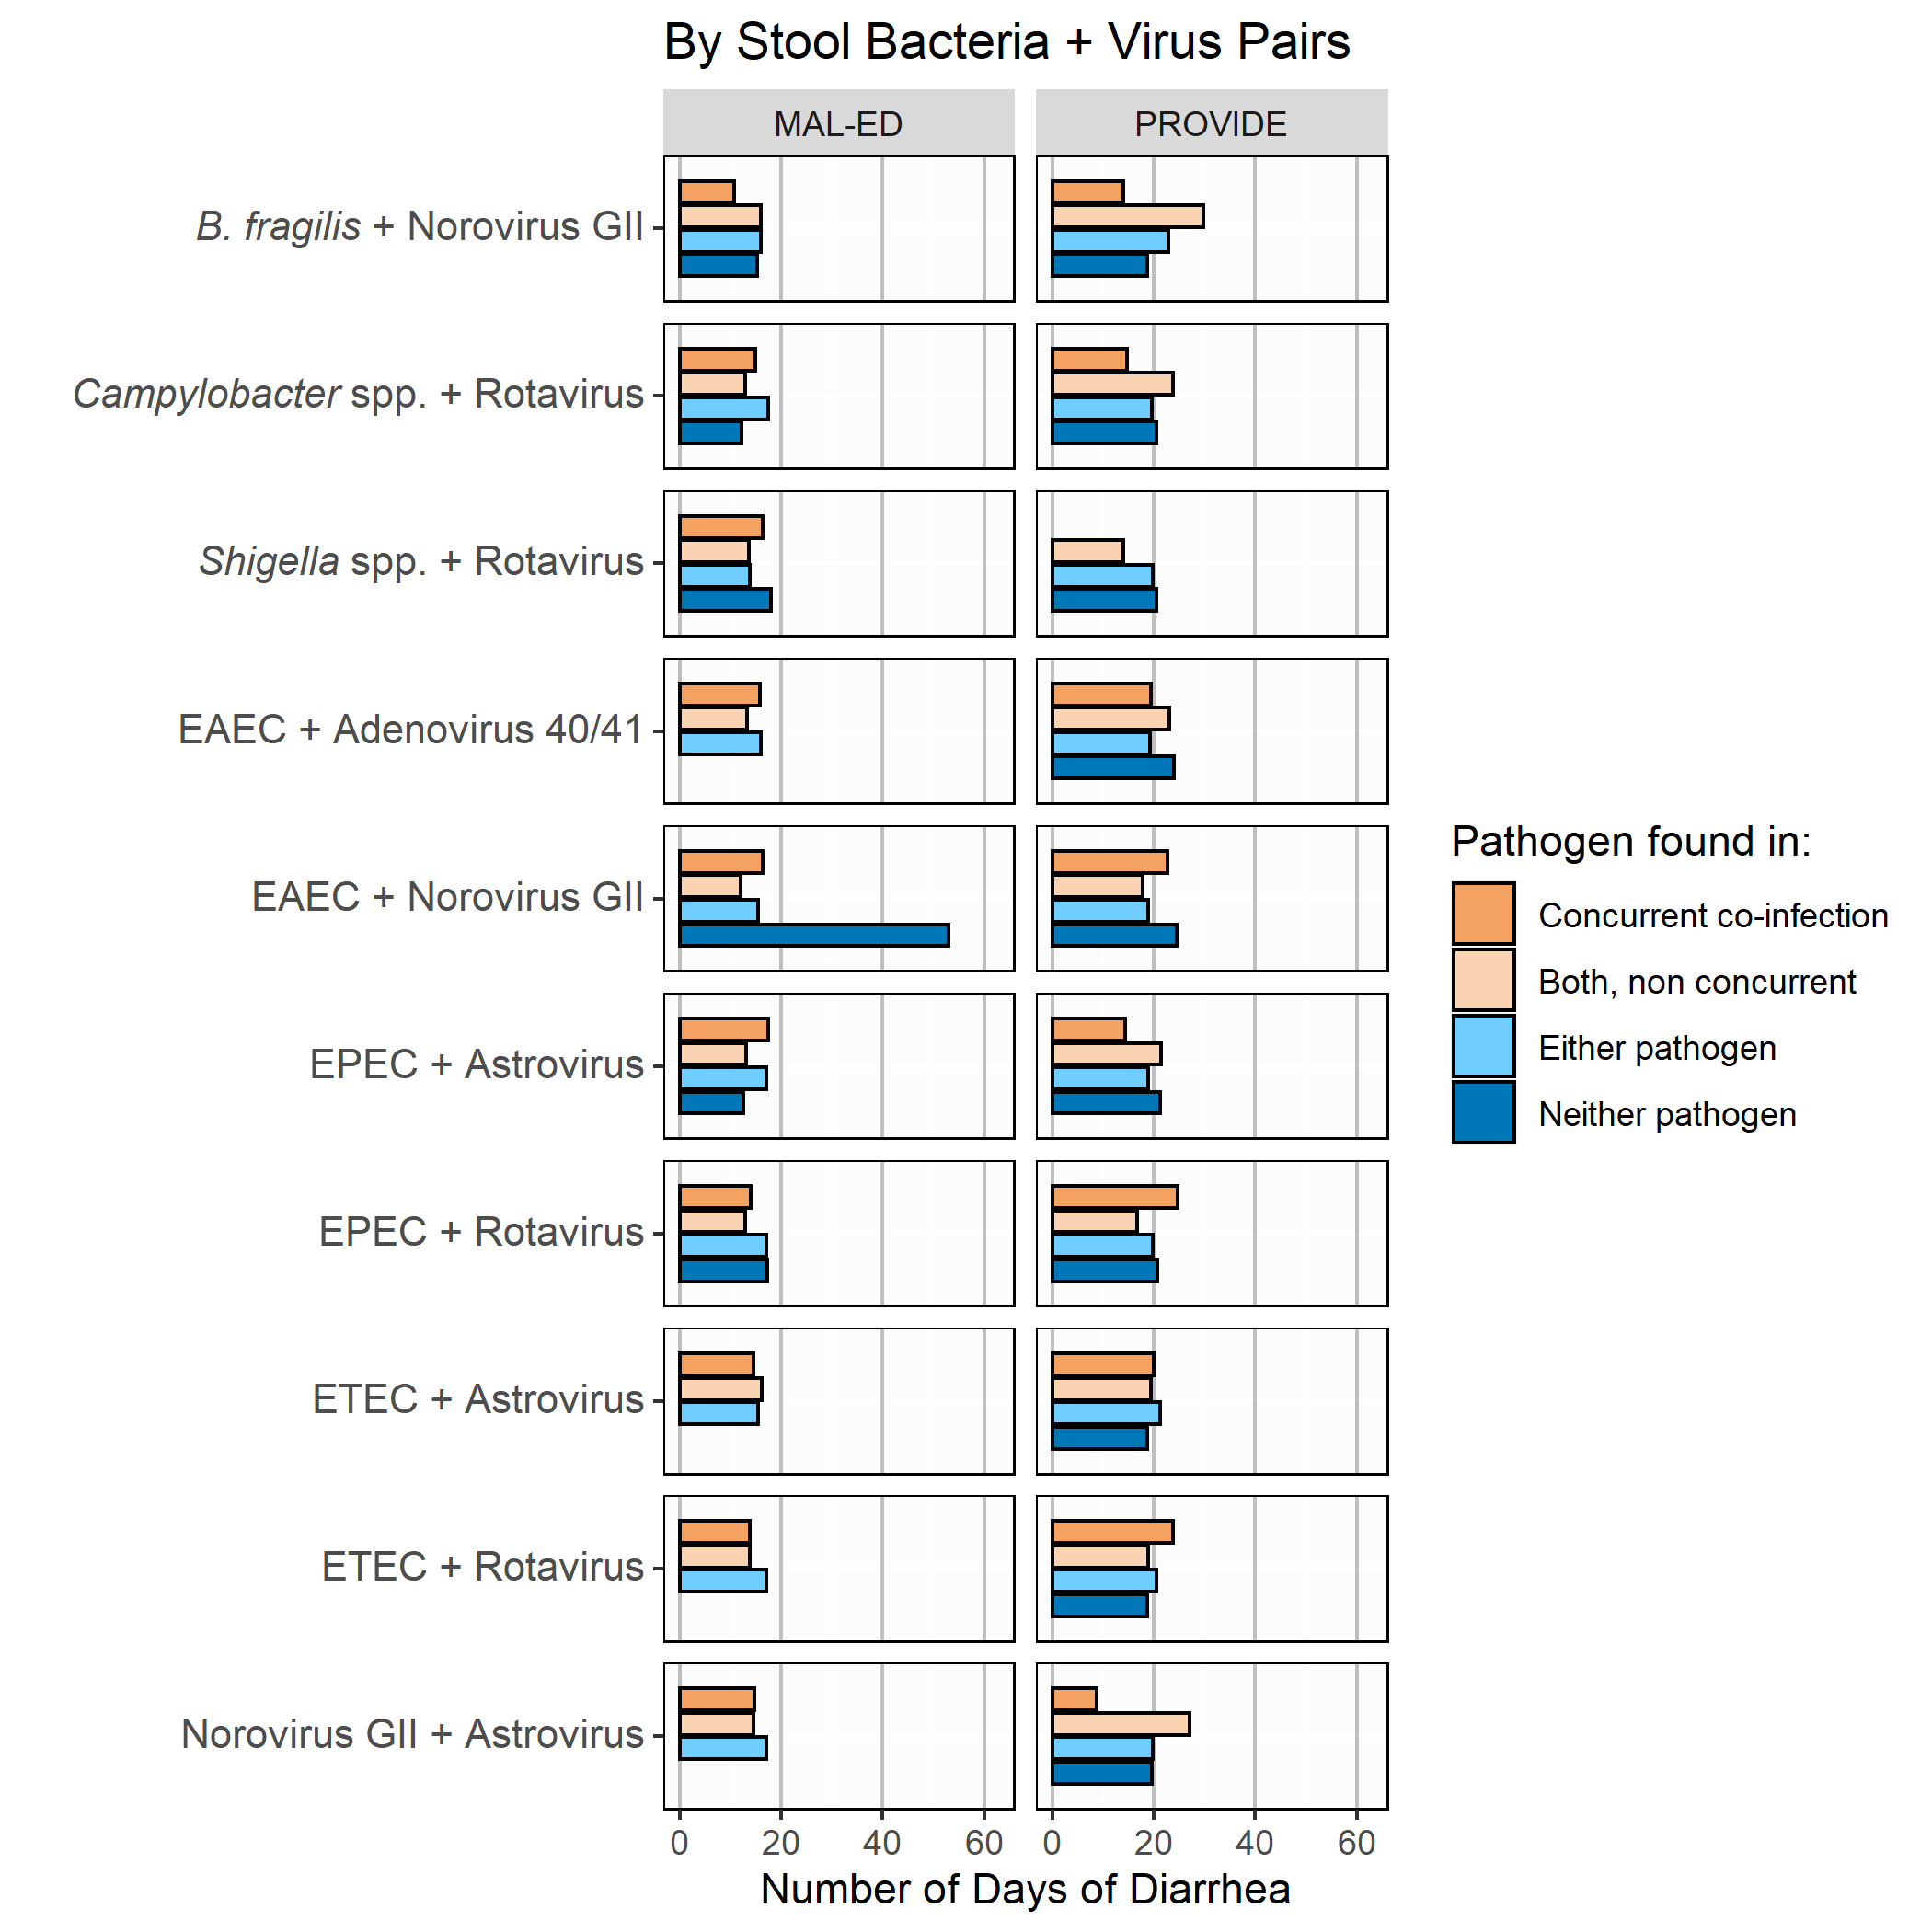 By Stool Bacteria + Virus Pairs
MAL-ED
PROVIDE
B. fragilis + Norovirus GII
Campylobacter spp. + Rotavirus
Shigella spp. + Rotavirus
EAEC + Adenovirus 40/41
EAEC + Norovirus GII
EPEC + Astrovirus
EPEC + Rotavirus
ETEC + Astrovirus
ETEC + Rotavirus
Norovirus GII + Astrovirus
0 20 40 60
0 20 40 60
Number of Days of Diarrhea
Pathogen found in:
Concurrent co-infection
Both, non concurrent
Either pathogen
Neither pathogen